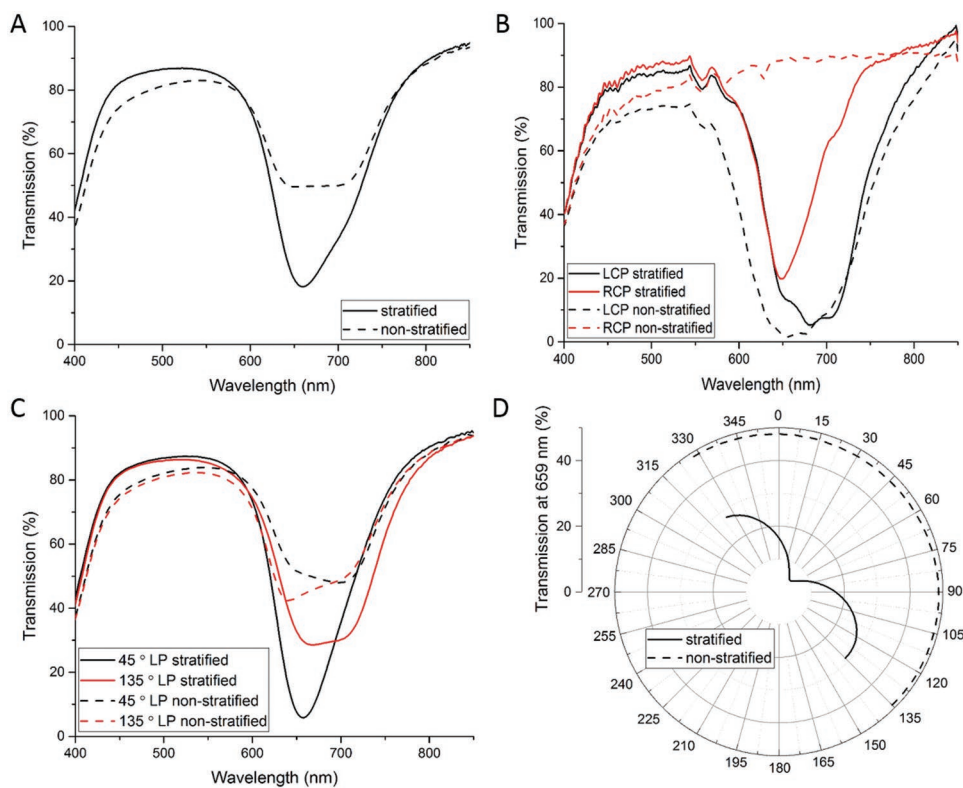 A
Transmission (%)
100
80
60
40
20
0
stratified
non-stratified
400
500
600
700
800
Wavelength (nm)
B
Transmission (%)
100
80
60
40
20
0
LCP stratified
RCP stratified
LCP non-stratified
RCP non-stratified
400
500
600
700
800
Wavelength (nm)
C
Transmission (%)
100
80
60
40
20
0
45 ° LP stratified
135 ° LP stratified
45 ° LP non-stratified
135 ° LP non-stratified
400
500
600
700
800
Wavelength (nm)
D
Transmission at 659 nm (%)
40
20
0
0
15
30
45
60
75
90
105
120
135
150
165
180
195
210
225
240
255
270
285
300
315
330
345
stratified
non-stratified